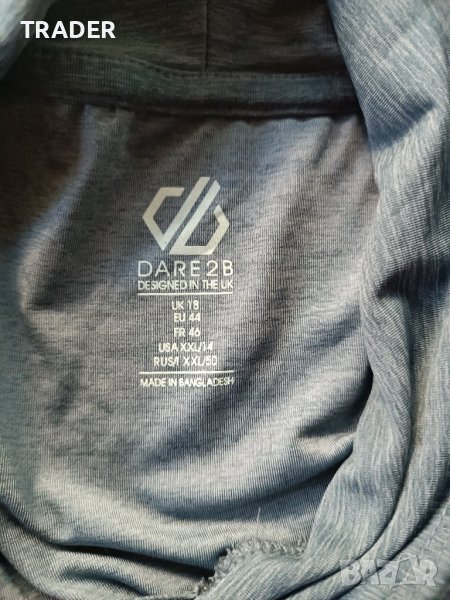 TRADER
DARE2B
DESIGNED IN THE UK
UK 18
EU 44
FR 46
USA XXL/14
RUS/I XXL/50
MADE IN BANGLADESH
BAZAR